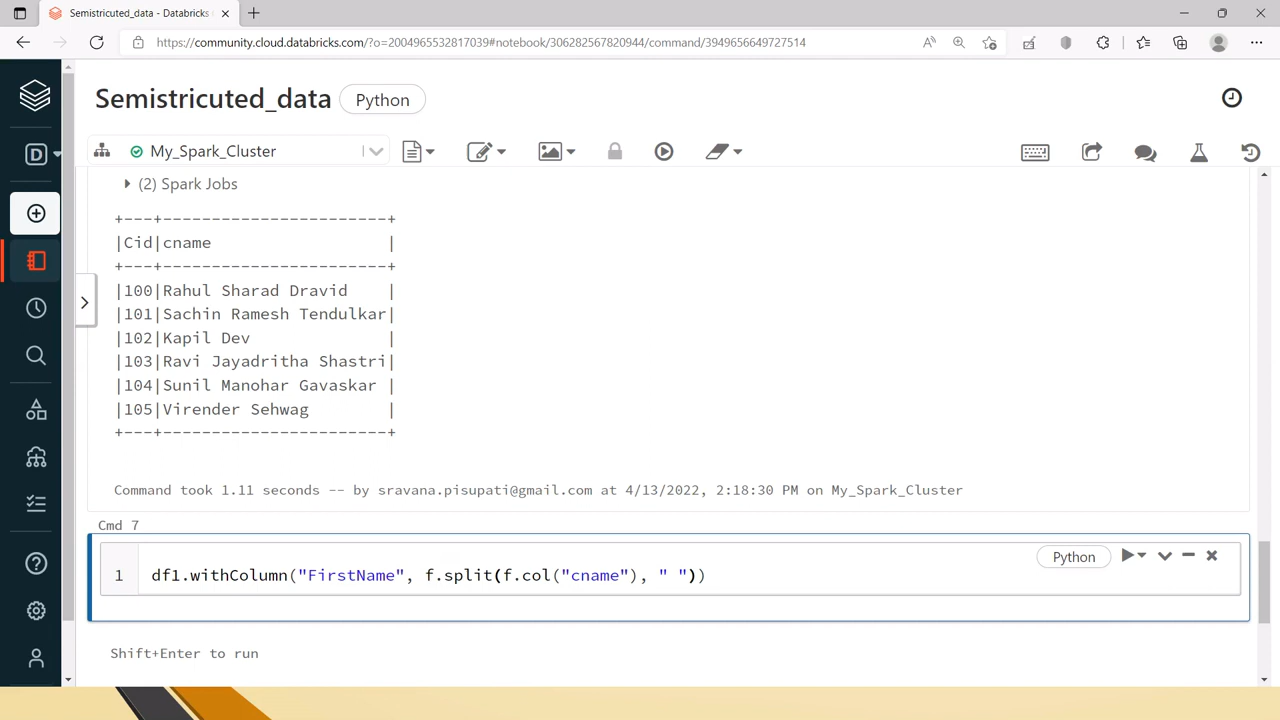 Semistricuted_data - Databricks
https://community.cloud.databricks.com/?o=2004965532817039#notebook/306282567820944/command/3949656649727514
Semistricuted_data Python
D My_Spark_Cluster
(2) Spark Jobs
+---+-----------------------+
|Cid|cname                  |
+---+-----------------------+
|100|Rahul Sharad Dravid    |
|101|Sachin Ramesh Tendulkar|
|102|Kapil Dev              |
|103|Ravi Jayadritha Shastri|
|104|Sunil Manohar Gavaskar |
|105|Virender Sehwag        |
+---+-----------------------+
Command took 1.11 seconds -- by sravana.pisupati@gmail.com at 4/13/2022, 2:18:30 PM on My_Spark_Cluster
Cmd 7
Python
1 df1.withColumn("FirstName", f.split(f.col("cname"), " "))
Shift+Enter to run